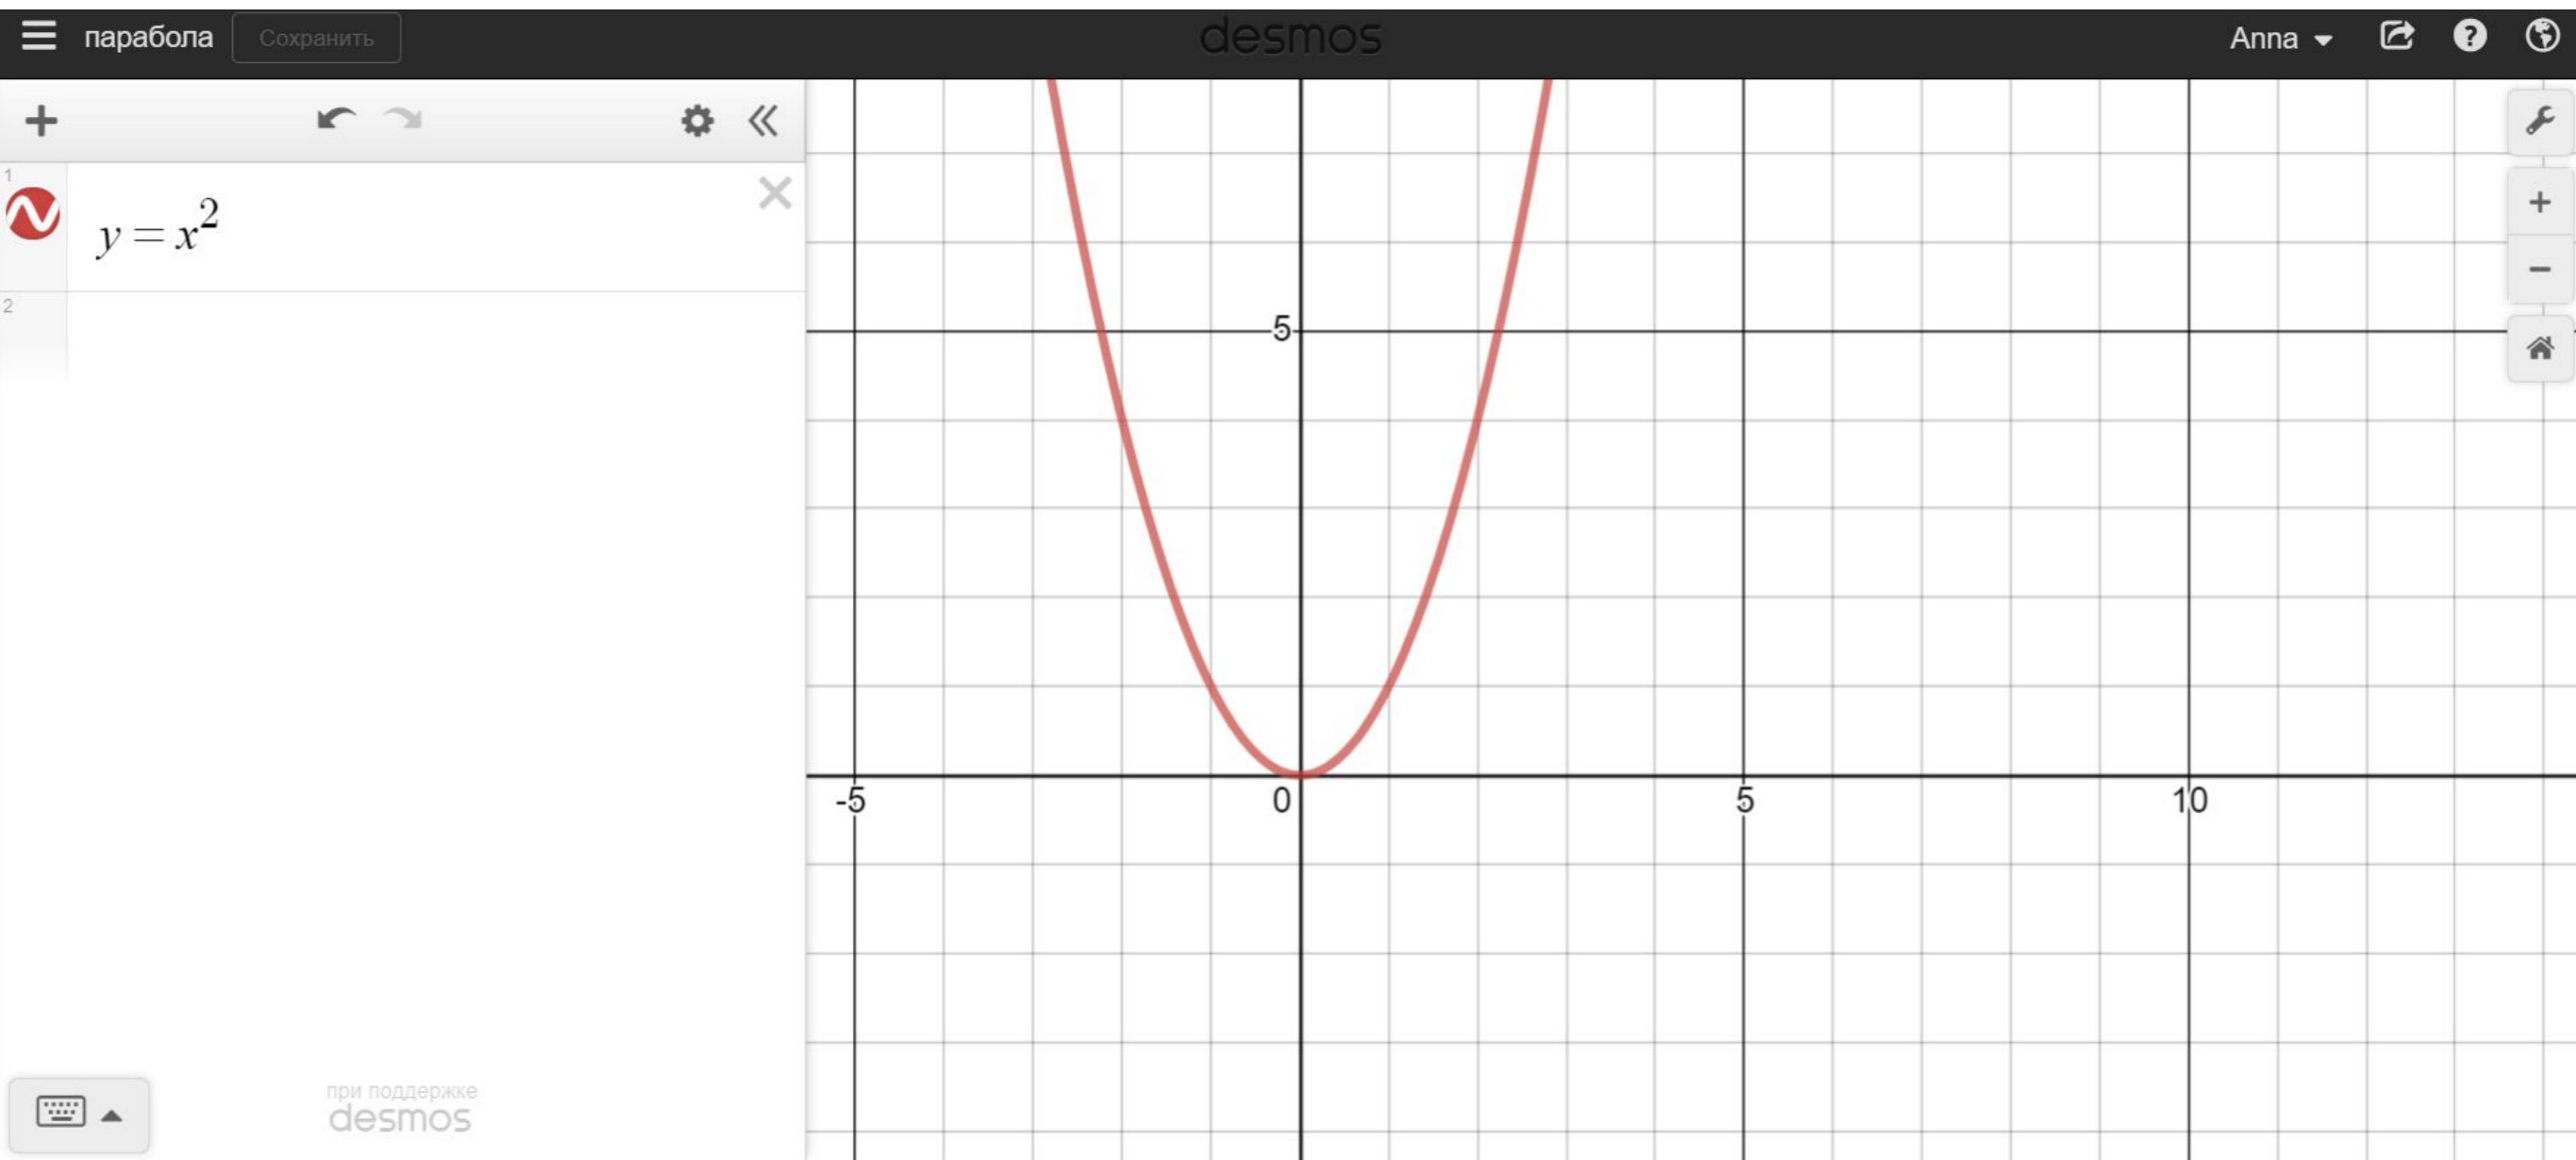 парабола Сохранить desmos Anna
1
y = x²
2
5
-5 0 5 10
при поддержке
desmos